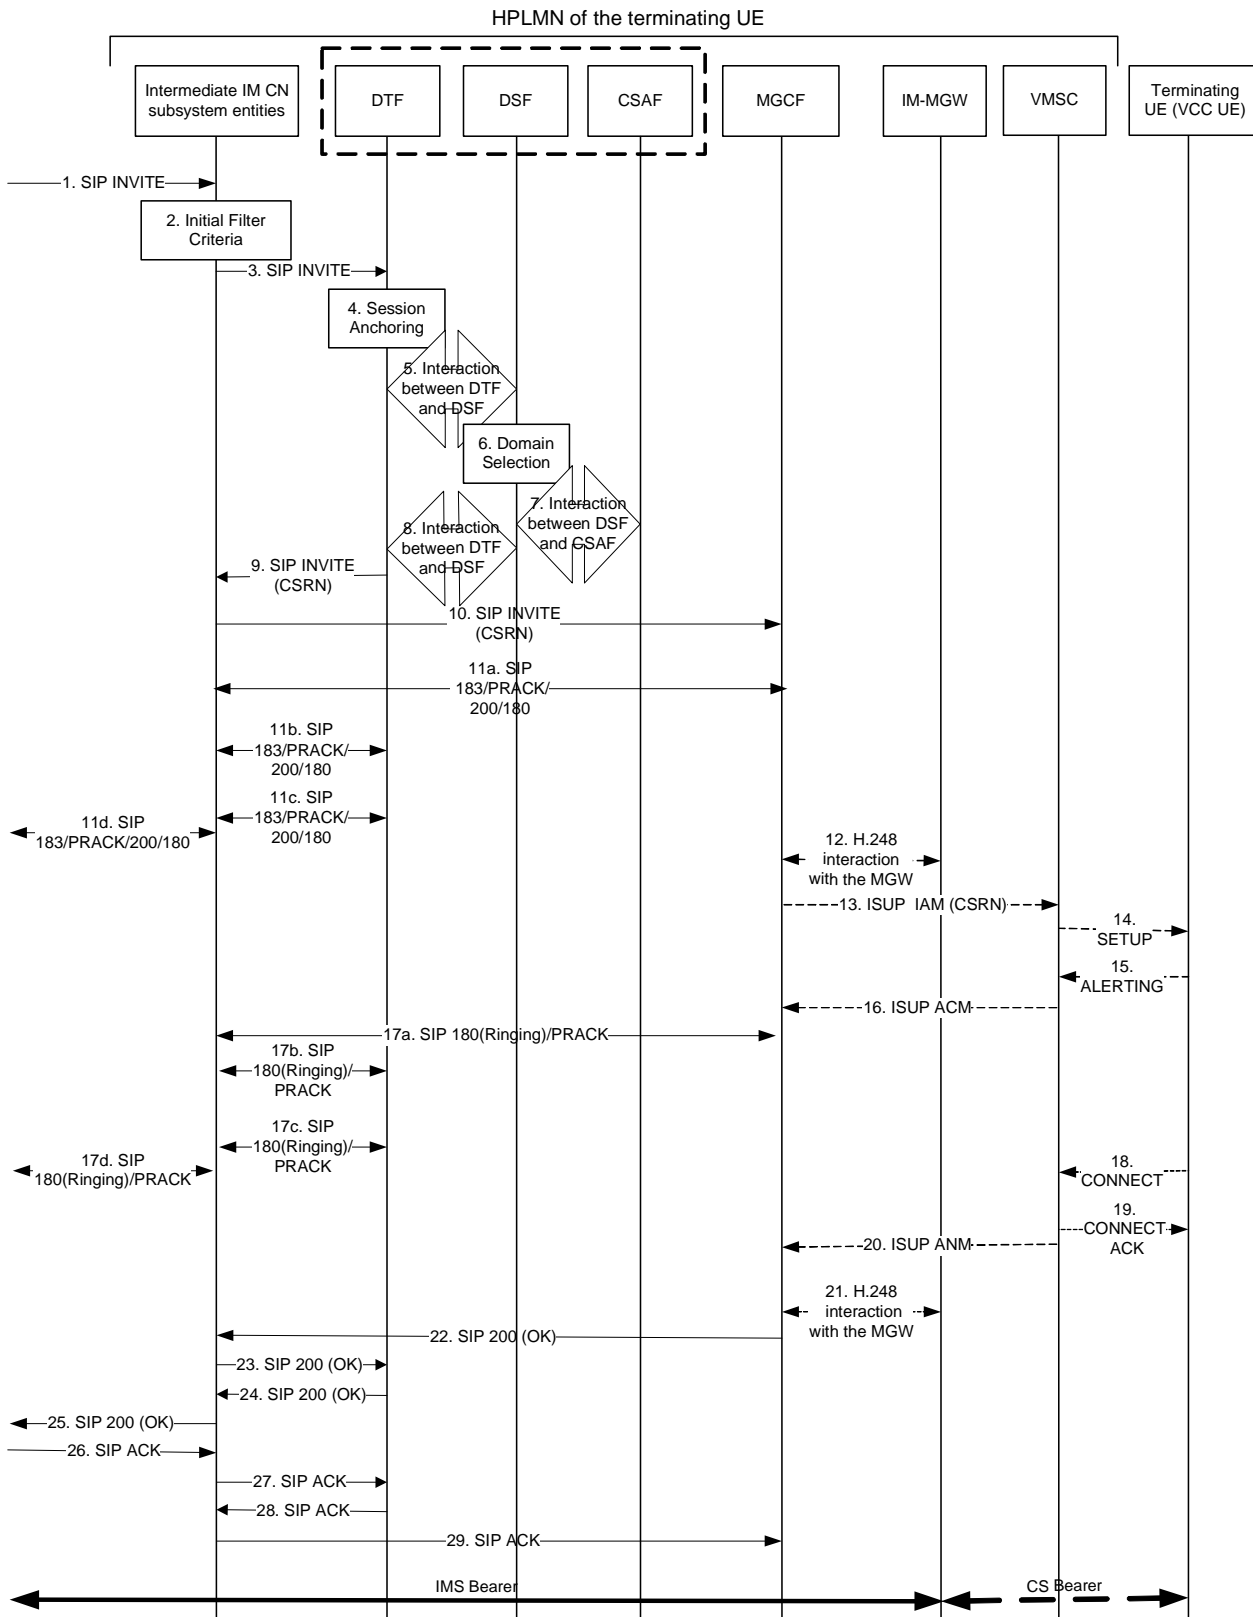 HPLMN of the terminating UE
Intermediate IM CN
subsystem entities
DTF
DSF
CSAF
MGCF
IM-MGW
VMSC
Terminating
UE (VCC UE)
1. SIP INVITE
2. Initial Filter
Criteria
3. SIP INVITE
4. Session
Anchoring
5. Interaction
between DTF
and DSF
6. Domain
Selection
7. Interaction
between DSF
and CSAF
8. Interaction
between DTF
and DSF
9. SIP INVITE
(CSRN)
10. SIP INVITE
(CSRN)
11a. SIP
183/PRACK/
200/180
11b. SIP
183/PRACK/
200/180
11c. SIP
183/PRACK/
200/180
11d. SIP
183/PRACK/200/180
12. H.248
interaction
with the MGW
13. ISUP IAM (CSRN)
14.
SETUP
15.
ALERTING
16. ISUP ACM
17a. SIP 180(Ringing)/PRACK
17b. SIP
180(Ringing)/
PRACK
17c. SIP
180(Ringing)/
PRACK
17d. SIP
180(Ringing)/PRACK
18.
CONNECT
19.
CONNECT
ACK
20. ISUP ANM
21. H.248
interaction
with the MGW
22. SIP 200 (OK)
23. SIP 200 (OK)
24. SIP 200 (OK)
25. SIP 200 (OK)
26. SIP ACK
27. SIP ACK
28. SIP ACK
29. SIP ACK
IMS Bearer
CS Bearer